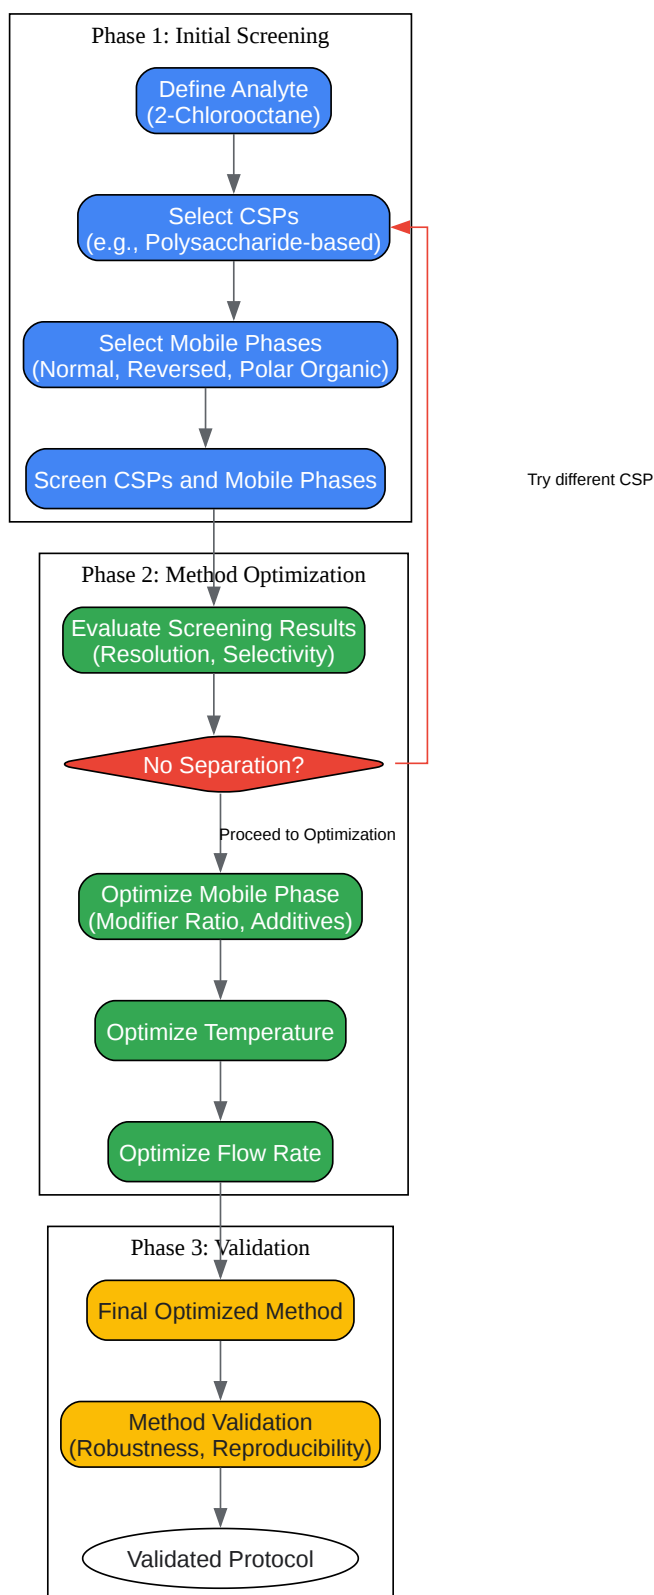 Phase 1: Initial Screening
Define Analyte
(2-Chlorooctane)
Select CSPs
(e.g., Polysaccharide-based)
Select Mobile Phases
(Normal, Reversed, Polar Organic)
Screen CSPs and Mobile Phases
Try different CSP
Phase 2: Method Optimization
Evaluate Screening Results
(Resolution, Selectivity)
No Separation?
Proceed to Optimization
Optimize Mobile Phase
(Modifier Ratio, Additives)
Optimize Temperature
Optimize Flow Rate
Phase 3: Validation
Final Optimized Method
Method Validation
(Robustness, Reproducibility)
Validated Protocol